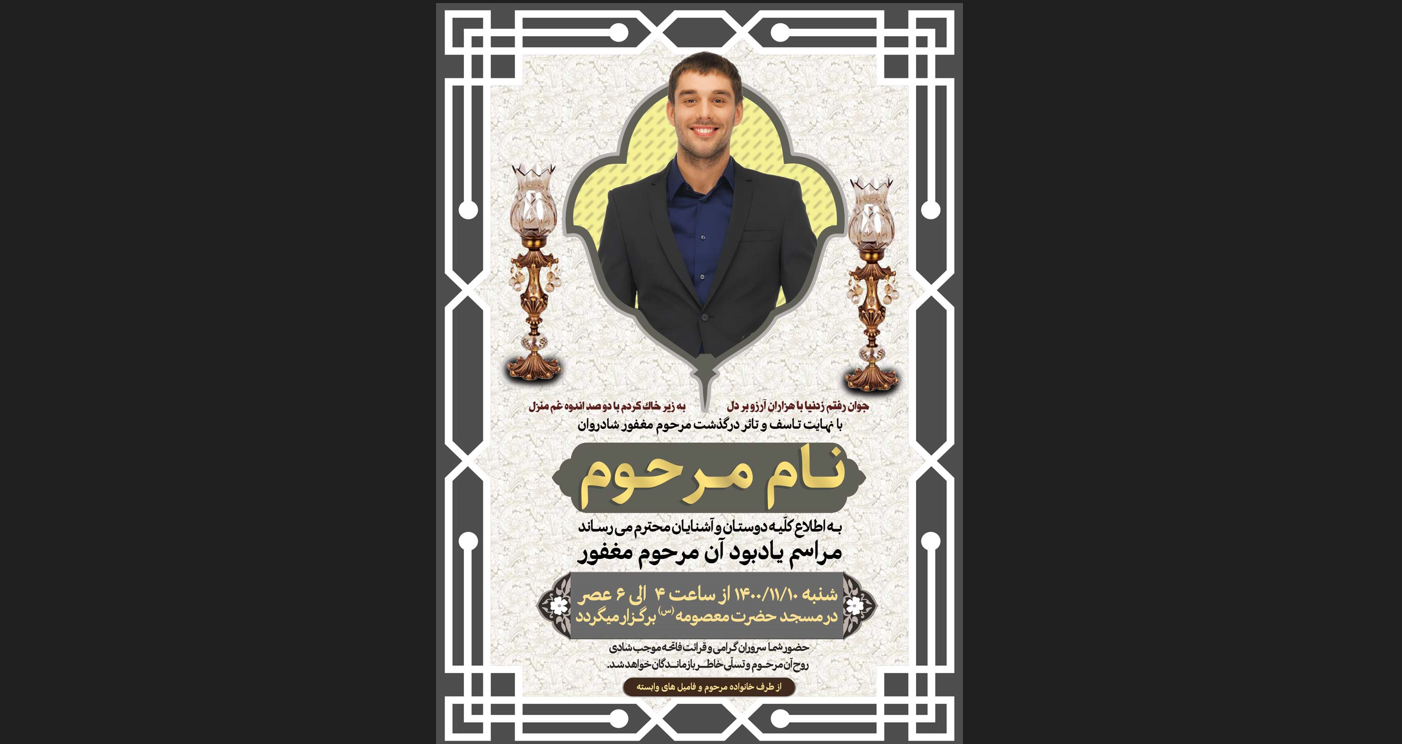 جوان رفتم ز دنیا با هزاران آرزو بر دل به زیر خاک کردم با دو صد اندوه غم منزل
با نهایت تاسف و تاثر درگذشت مرحوم مغفور شادروان
نام مرحوم
به اطلاع کلّیه دوستان و آشنایان محترم می رساند
مراسم یادبود آن مرحوم مغفور
شنبه ۱۴۰۰/۱۱/۱۰ از ساعت ۴ الی ۶ عصر
در مسجد حضرت معصومه (س) برگزار میگردد
حضور شما سروران گرامی و قرائت فاتحه موجب شادی
روح آن مرحوم و تسلّی خاطر بازماندگان خواهد شد.
از طرف خانواده مرحوم و فامیل های وابسته